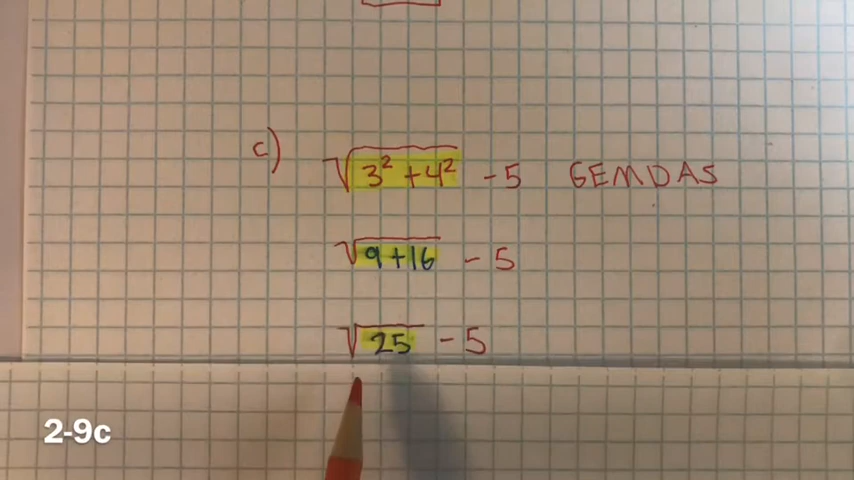 c) √3² + 4² - 5 GEMDAS
√9 + 16 - 5
√25 - 5
2-9c